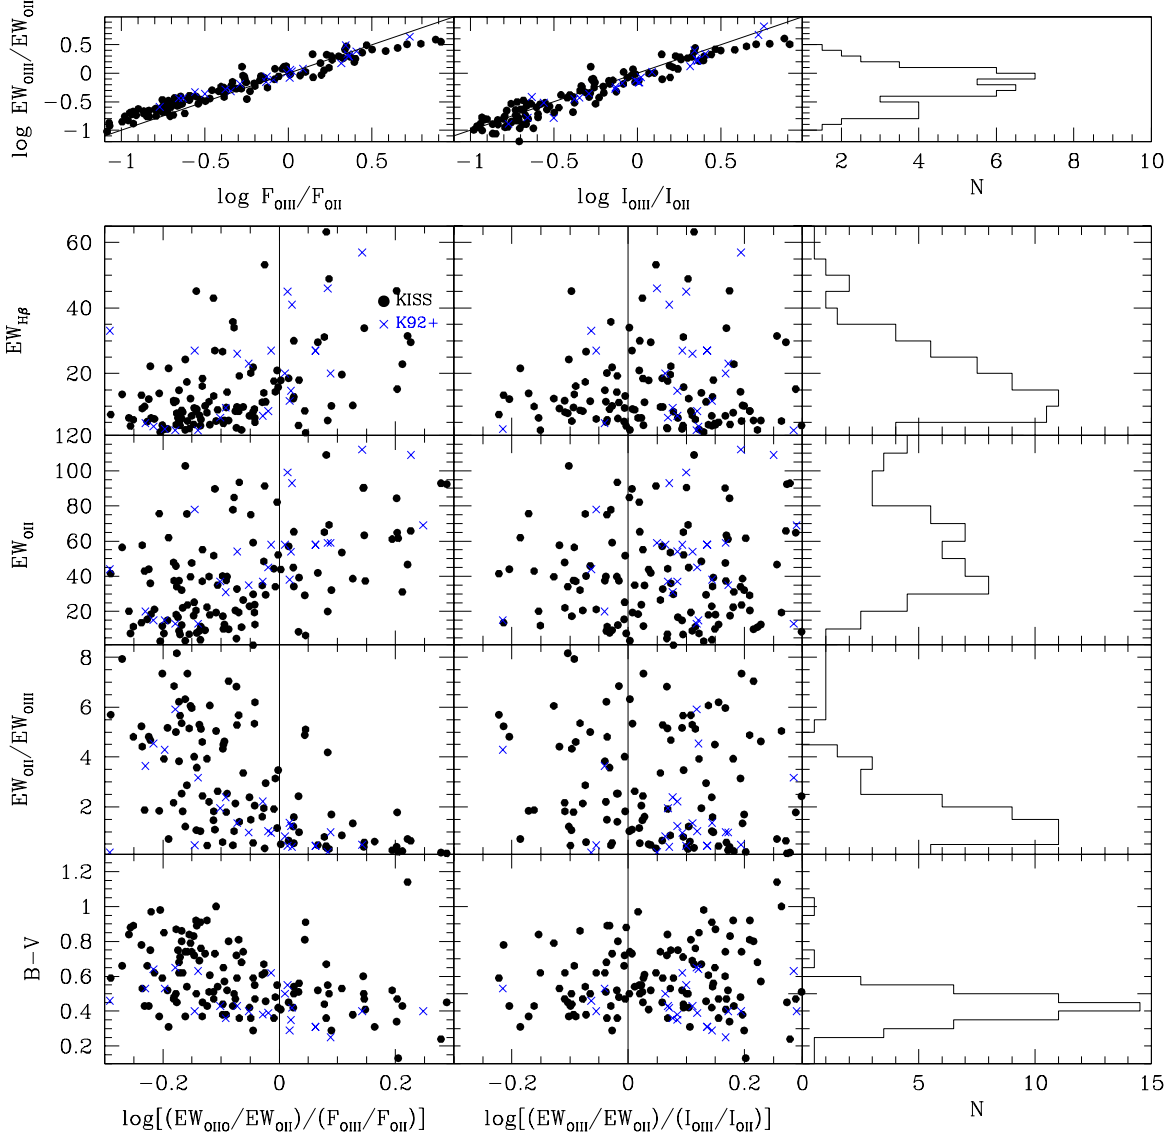 log EW_OIII/EW_OII
0.5
0
−0.5
−1
−1 −0.5 0 0.5
−1 −0.5 0 0.5
2 4 6 8 10
log F_OIII/F_OII
log I_OIII/I_OII
N
EW_Hβ
60
40
20
KISS
K92+
EW_OII
120
100
80
60
40
20
EW_OII/EW_OIII
8
6
4
2
B−V
1.2
1
0.8
0.6
0.4
0.2
−0.2 0 0.2
−0.2 0 0.2
0 5 10 15
log[(EW_OIIO/EW_OII)/(F_OIII/F_OII)]
log[(EW_OIII/EW_OII)/(I_OIII/I_OII)]
N